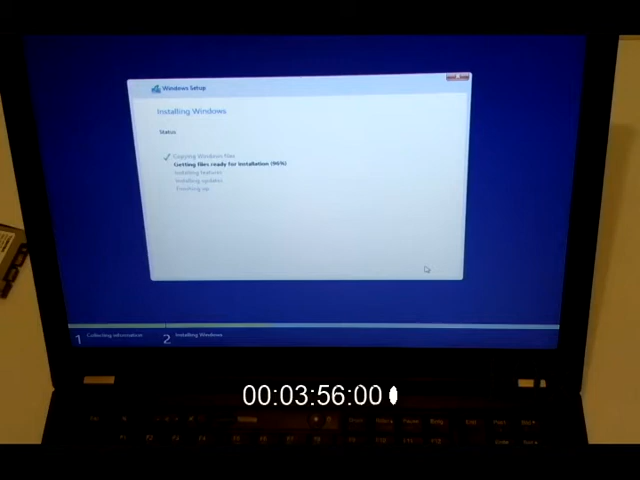 Windows Setup
Installing Windows
Status
Copying Windows files
Getting files ready for installation (96%)
Installing features
Installing updates
Finishing up
1 Collecting information
2 Installing Windows
00:03:56:00